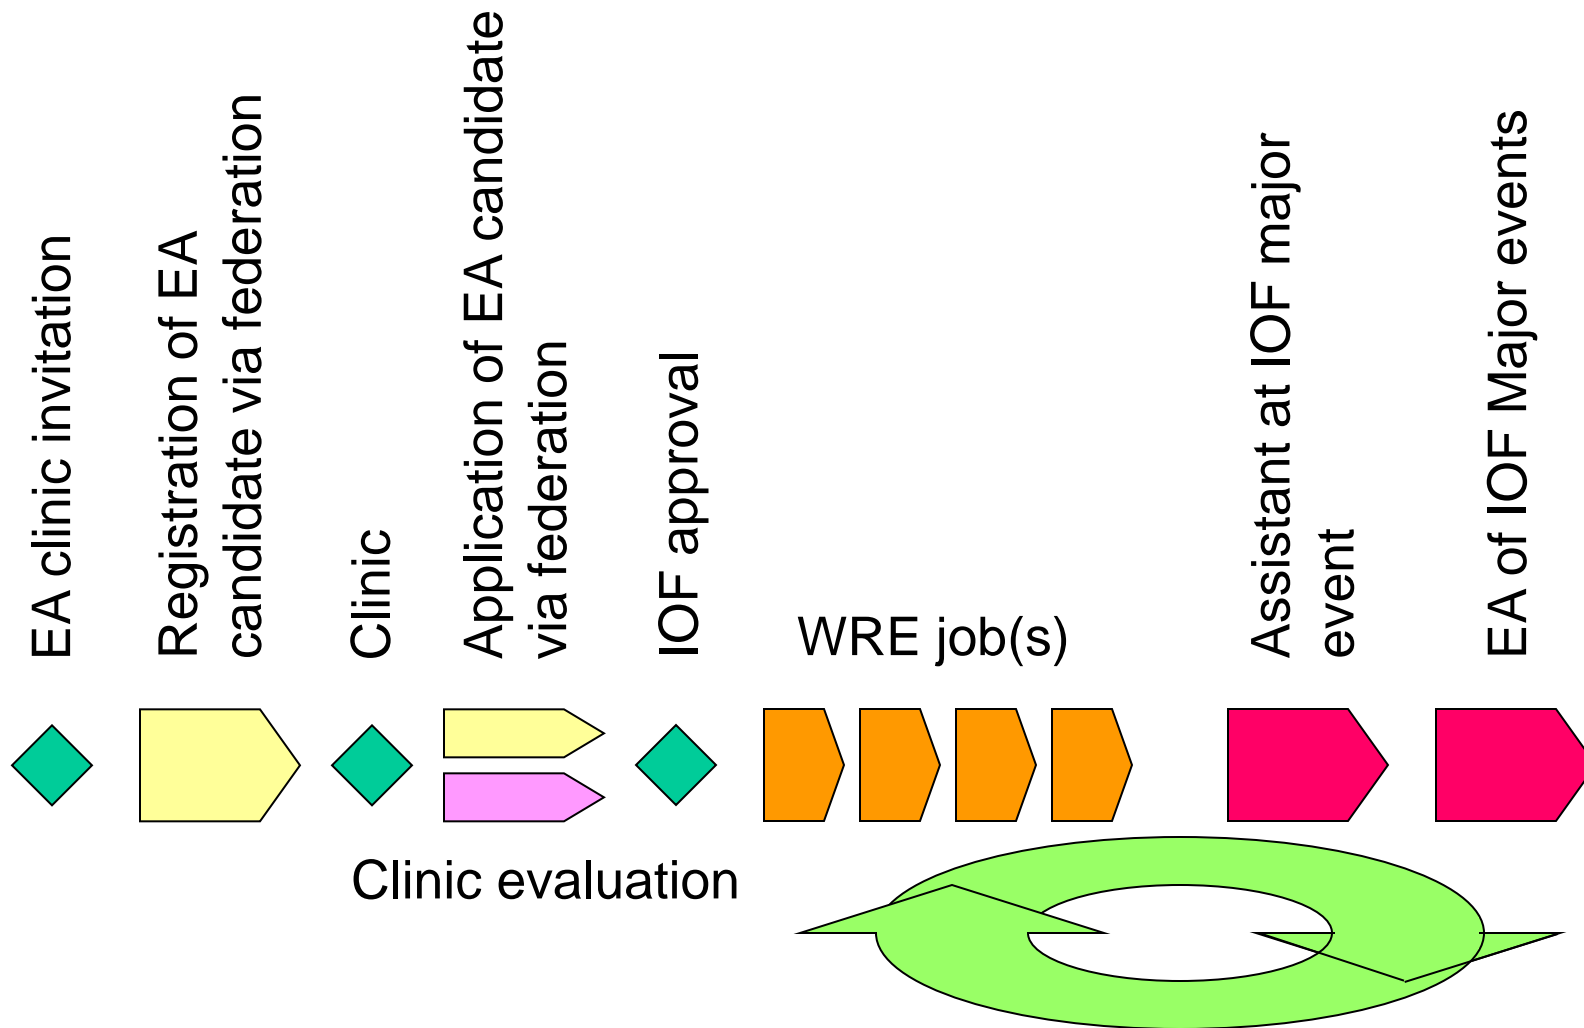 EA clinic invitation
Registration of EA
candidate via federation
Clinic
Application of EA candidate
via federation
IOF approval
WRE job(s)
Assistant at IOF major
event
EA of IOF Major events
Clinic evaluation